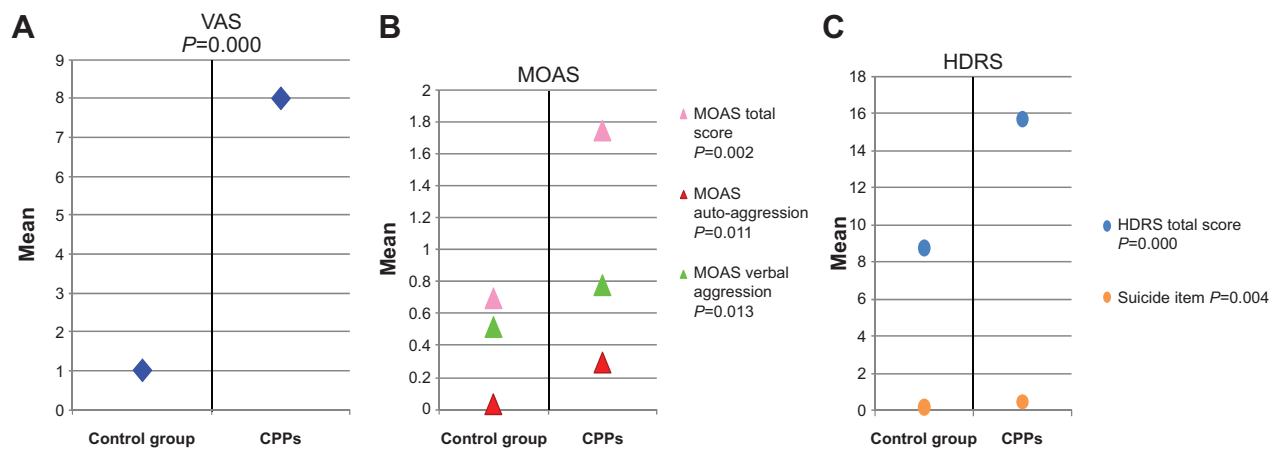 A
VAS
P=0.000
Mean
9
8
7
6
5
4
3
2
1
0
Control group
CPPs
B
MOAS
Mean
2
1.8
1.6
1.4
1.2
1
0.8
0.6
0.4
0.2
0
Control group
CPPs
MOAS total
score
P=0.002
MOAS
auto-aggression
P=0.011
MOAS verbal
aggression
P=0.013
C
HDRS
Mean
18
16
14
12
10
8
6
4
2
0
Control group
CPPs
HDRS total score
P=0.000
Suicide item P=0.004